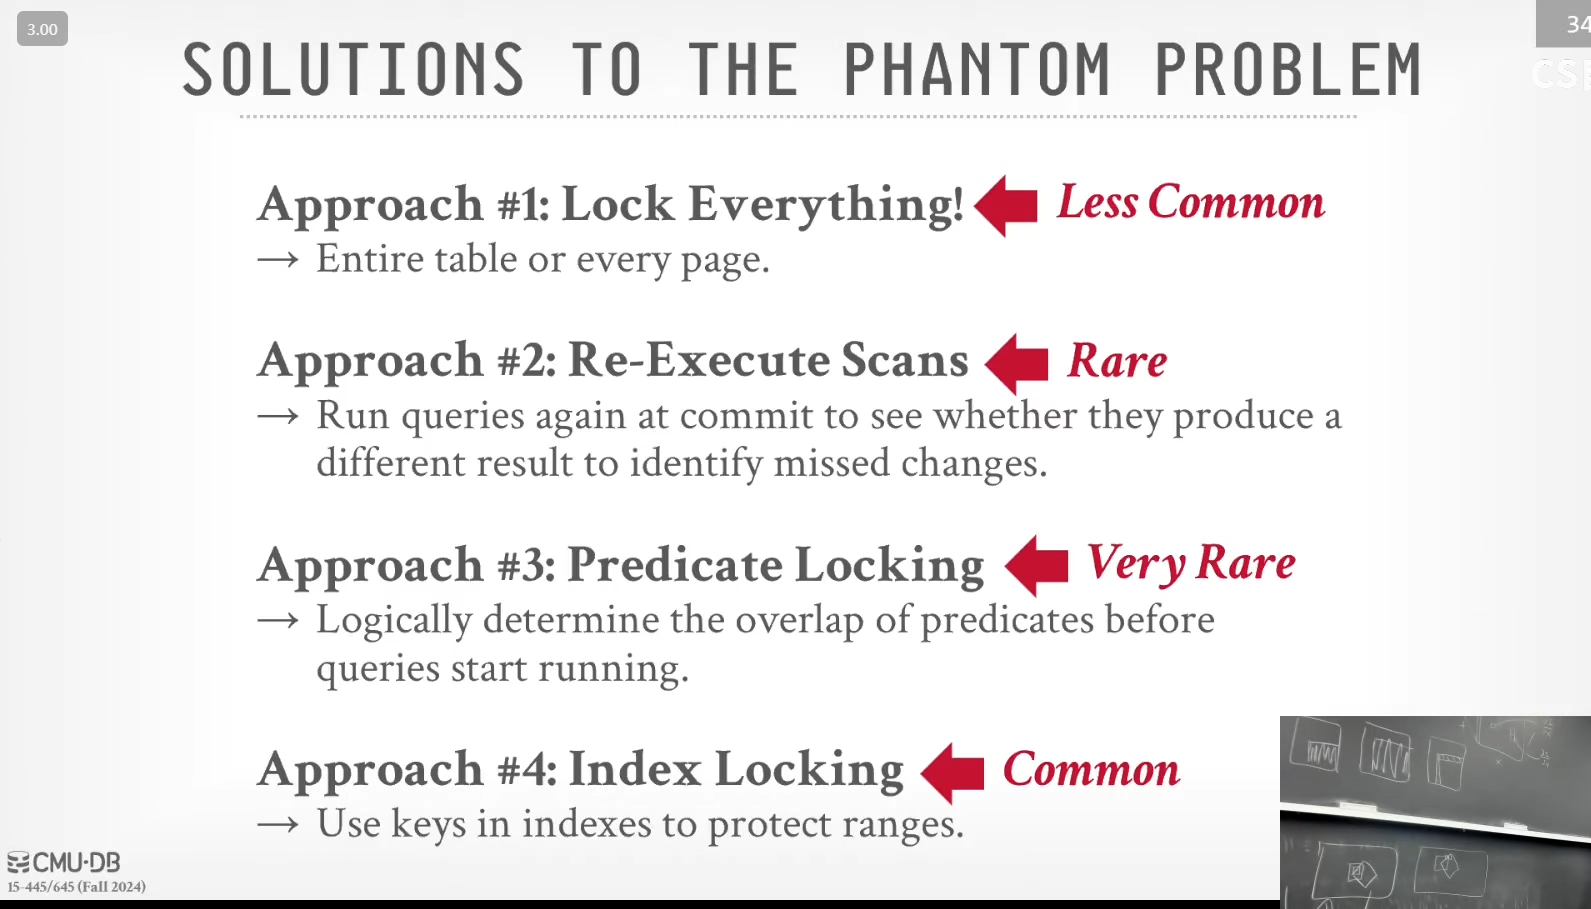 3.00
34
SOLUTIONS TO THE PHANTOM PROBLEM
Approach #1: Lock Everything! Less Common
→ Entire table or every page.
Approach #2: Re-Execute Scans Rare
→ Run queries again at commit to see whether they produce a
different result to identify missed changes.
Approach #3: Predicate Locking Very Rare
→ Logically determine the overlap of predicates before
queries start running.
Approach #4: Index Locking Common
→ Use keys in indexes to protect ranges.
CMU·DB
15-445/645 (Fall 2024)